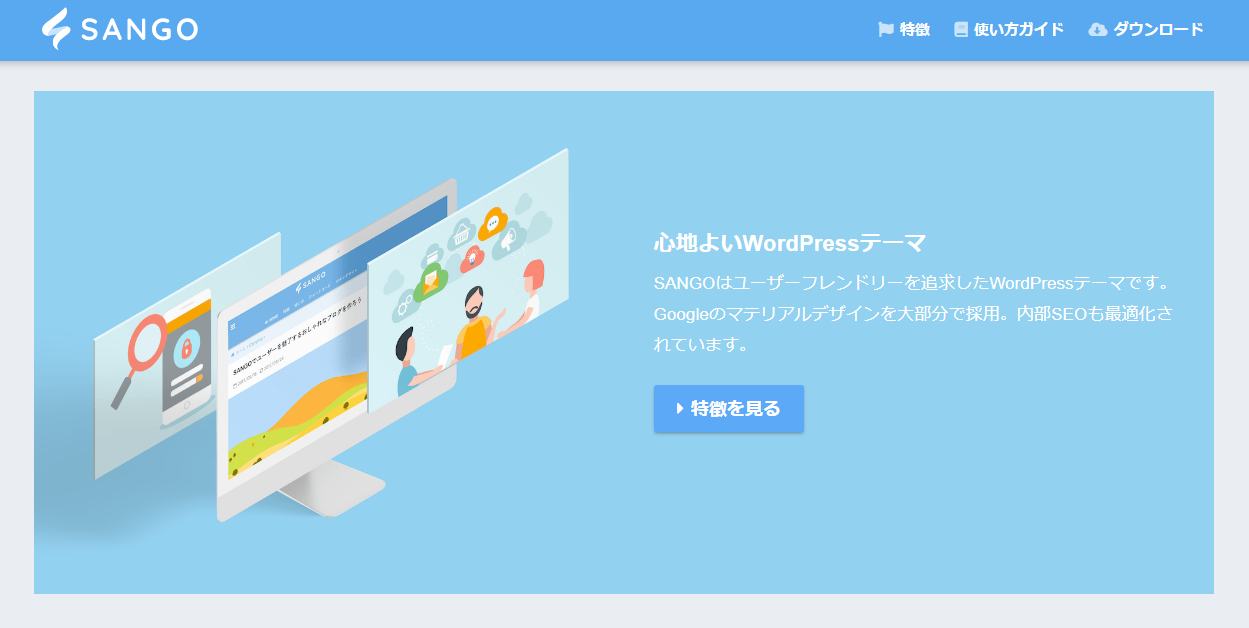 SANGO
特徴
使い方ガイド
ダウンロード
心地よいWordPressテーマ
SANGOはユーザーフレンドリーを追求したWordPressテーマです。
Googleのマテリアルデザインを大部分で採用。内部SEOも最適化さ
れています。
特徴を見る
SANGO
SANGOでユーザーを魅了するおしゃれなブログを作ろう